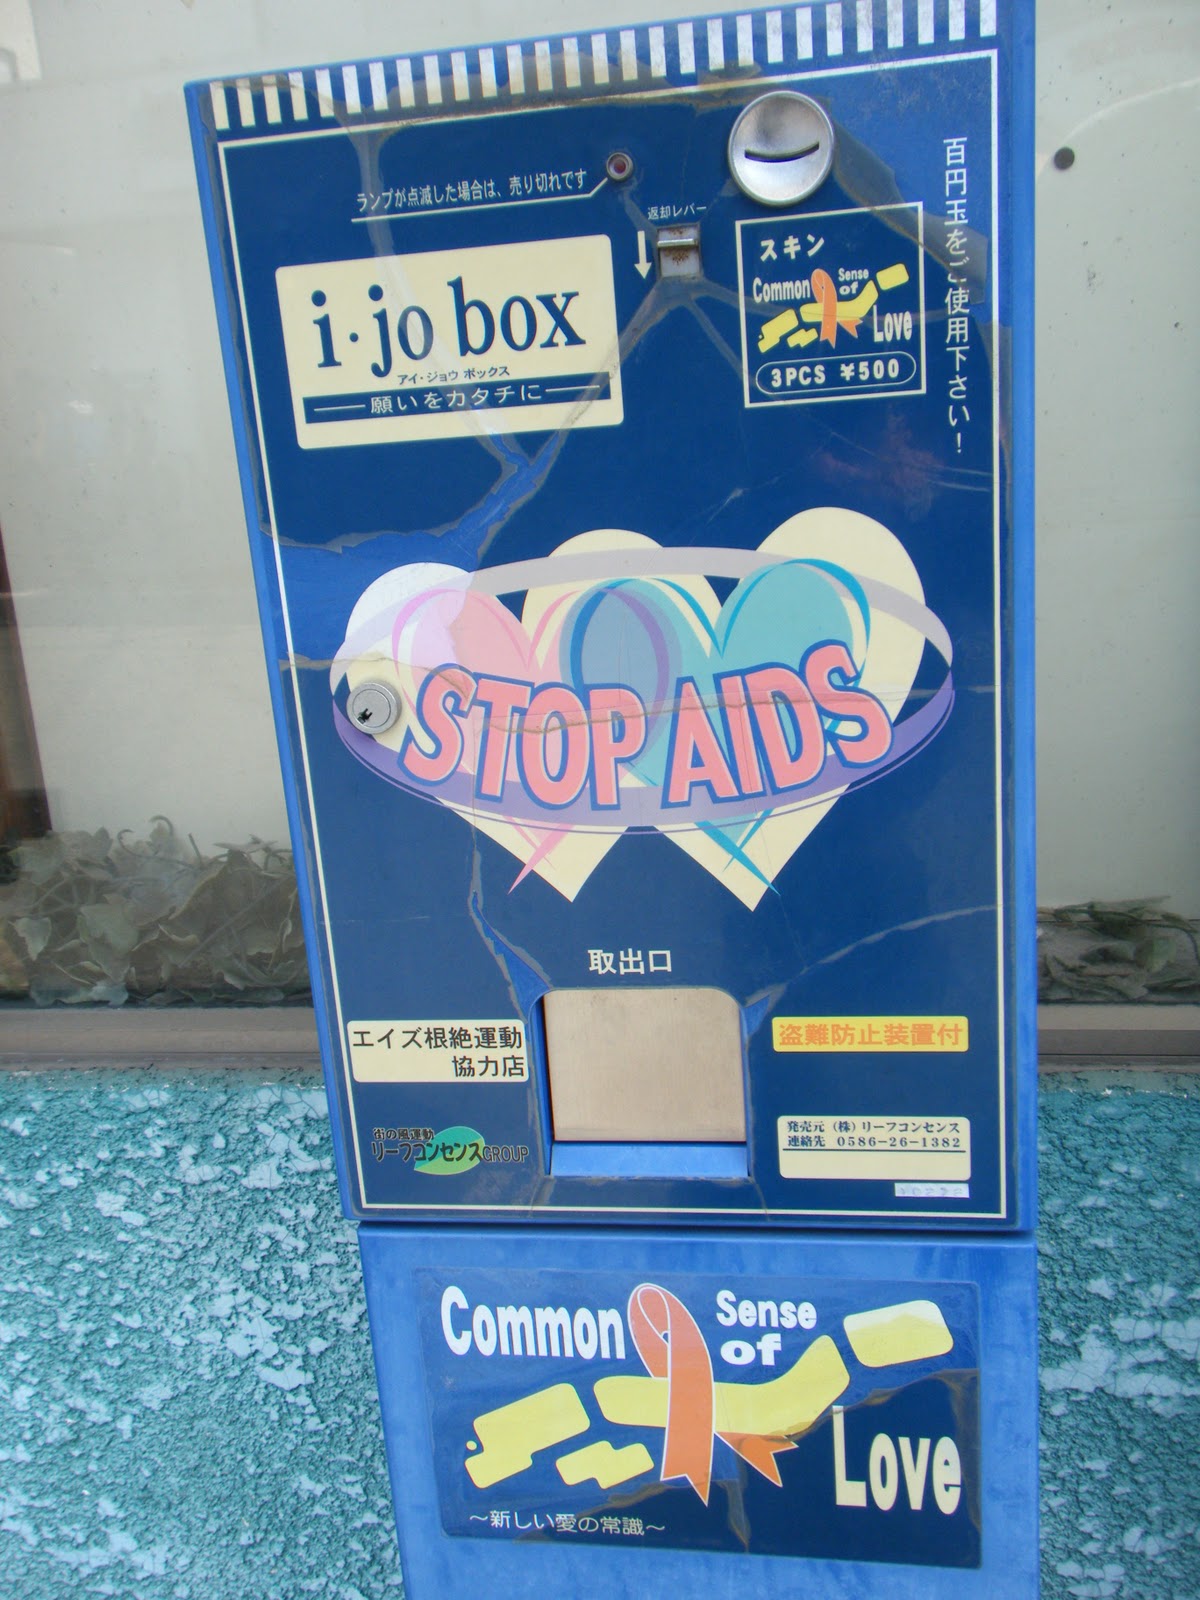 ランプが点滅した場合は、売り切れです
返却レバー
百円玉をご使用下さい！
i・jo box
アイ・ジョウ ボックス
願いをカタチに
スキン
Common Sense of Love
3PCS ¥500
STOP AIDS
取出口
エイズ根絶運動
協力店
盗難防止装置付
街の風運動
リーフコンセンスGROUP
発売元 (株) リーフコンセンス
連絡先 0586-26-1382
Common Sense
of
Love
～新しい愛の常識～